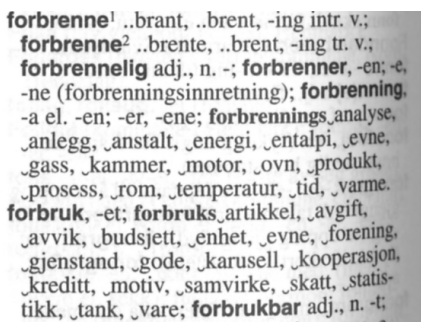 forbrenne¹ ..brant, ..brent, -ing intr. v.;
forbrenne² ..brente, ..brent, -ing tr. v.;
forbrennelig adj., n. -; forbrenner, -en; -e,
-ne (forbrenningsinnretning); forbrenning,
-a el. -en; -er, -ene; forbrennings‿analyse,
‿anlegg, ‿anstalt, ‿energi, ‿entalpi, ‿evne,
‿gass, ‿kammer, ‿motor, ‿ovn, ‿produkt,
‿prosess, ‿rom, ‿temperatur, ‿tid, ‿varme.
forbruk, -et; forbruks‿artikkel, ‿avgift,
‿avvik, ‿budsjett, ‿enhet, ‿evne, ‿forening,
‿gjenstand, ‿gode, ‿karusell, ‿kooperasjon,
‿kreditt, ‿motiv, ‿samvirke, ‿skatt, ‿statis-
tikk, ‿tank, ‿vare; forbrukbar adj., n. -t;